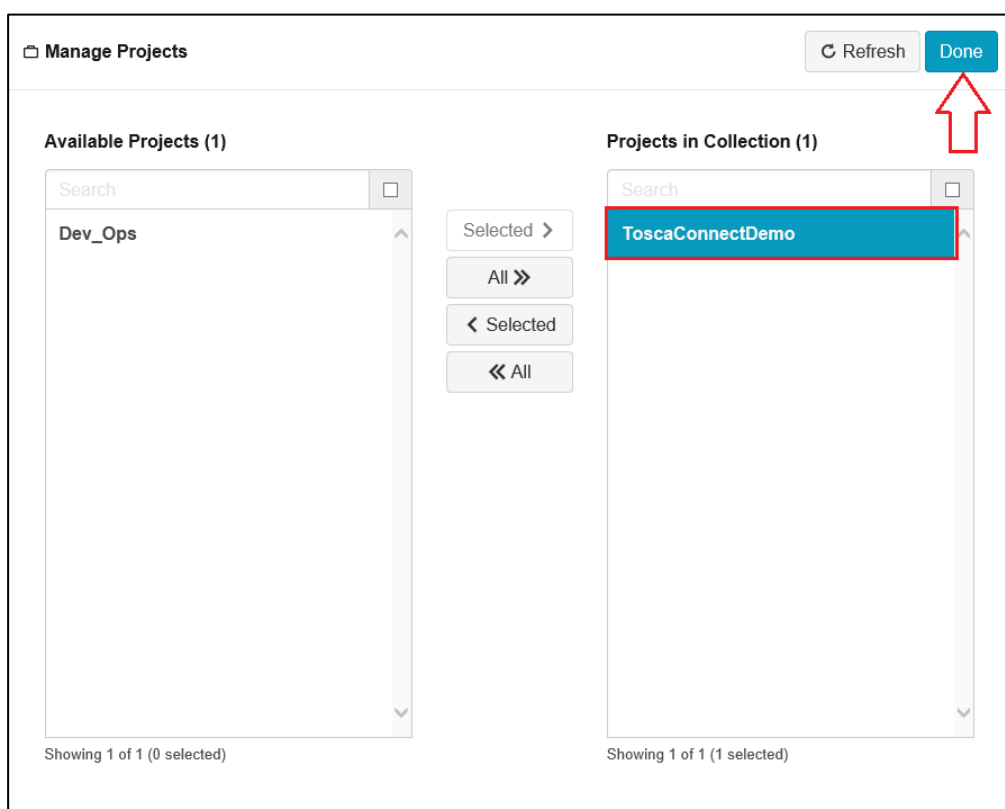 Manage Projects
Refresh
Done
Available Projects (1)
Projects in Collection (1)
Search
Search
Dev_Ops
ToscaConnectDemo
Selected
All
Selected
All
Showing 1 of 1 (0 selected)
Showing 1 of 1 (1 selected)